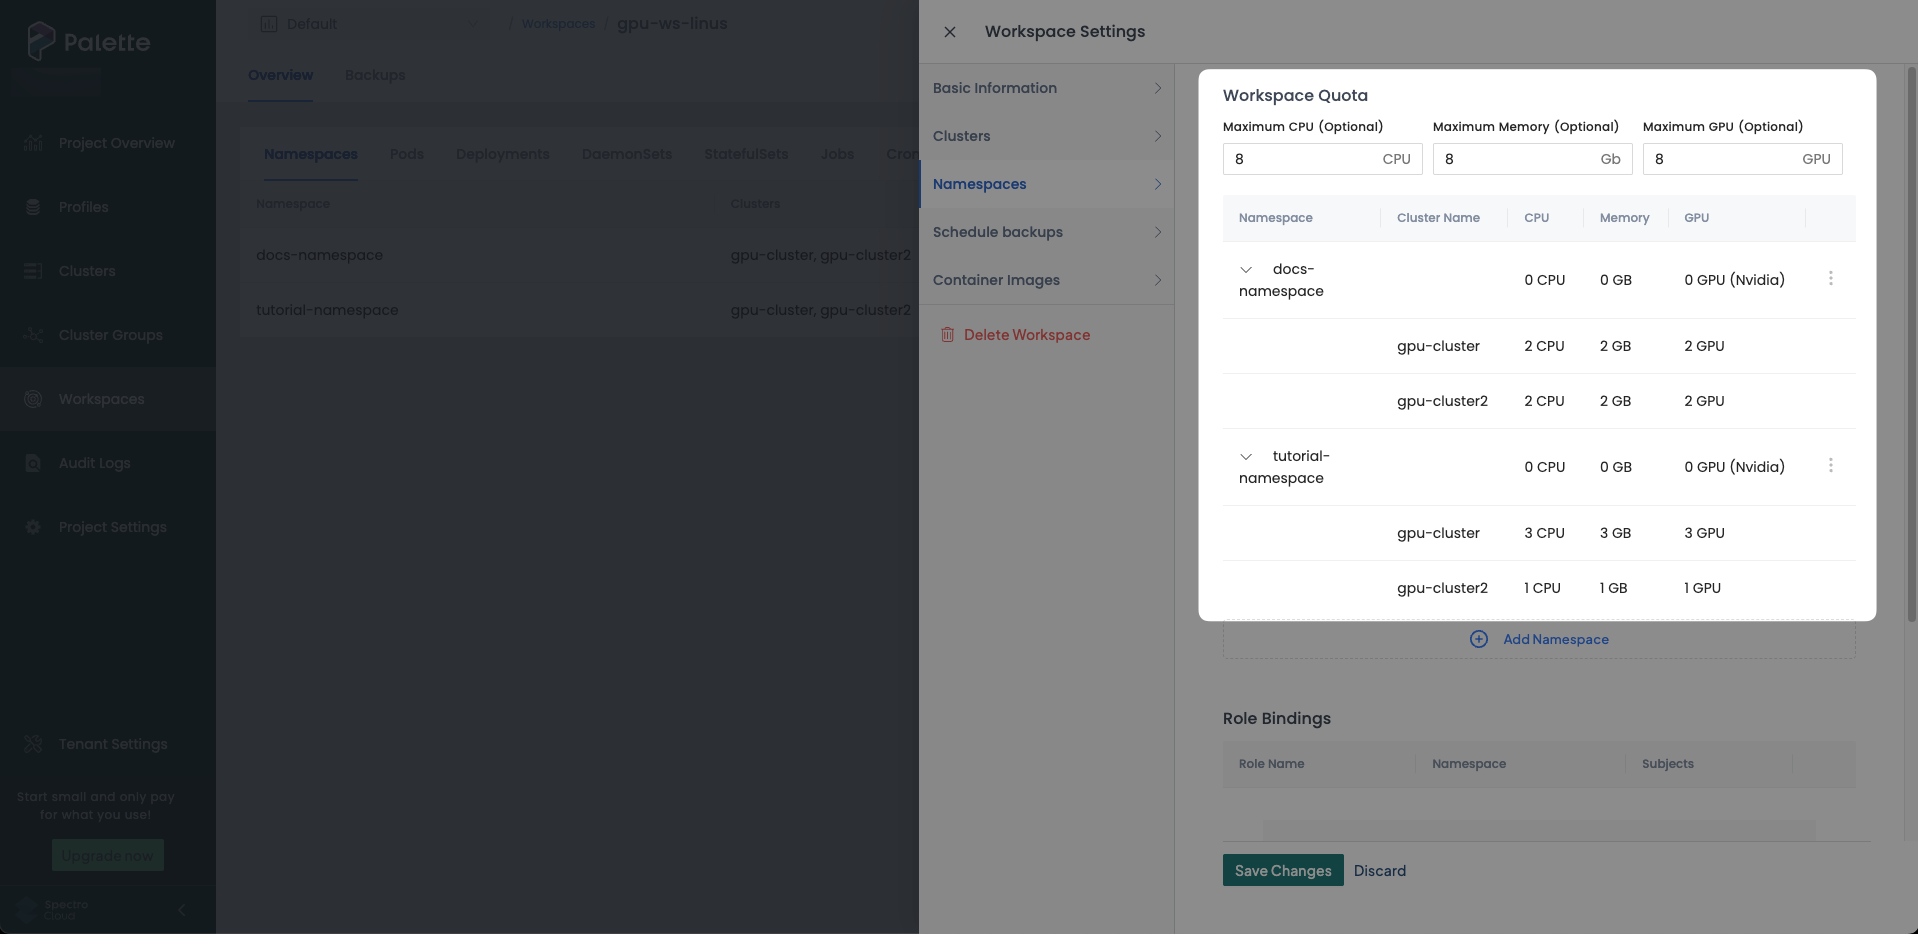 Palette
Default
/ Workspaces / gpu-ws-linus
Overview
Backups
Project Overview
Profiles
Clusters
Cluster Groups
Workspaces
Audit Logs
Project Settings
Tenant Settings
Start small and only pay
for what you use!
Upgrade now
Spectro
Cloud
Namespaces Pods Deployments DaemonSets StatefulSets Jobs Cron
Namespace Clusters
docs-namespace gpu-cluster, gpu-cluster2
tutorial-namespace gpu-cluster, gpu-cluster2
Workspace Settings
Basic Information
Clusters
Namespaces
Schedule backups
Container Images
Delete Workspace
Workspace Quota
Maximum CPU (Optional) Maximum Memory (Optional) Maximum GPU (Optional)
8 CPU 8 Gb 8 GPU
Namespace Cluster Name CPU Memory GPU
docs-
namespace 0 CPU 0 GB 0 GPU (Nvidia)
gpu-cluster 2 CPU 2 GB 2 GPU
gpu-cluster2 2 CPU 2 GB 2 GPU
tutorial-
namespace 0 CPU 0 GB 0 GPU (Nvidia)
gpu-cluster 3 CPU 3 GB 3 GPU
gpu-cluster2 1 CPU 1 GB 1 GPU
Add Namespace
Role Bindings
Role Name Namespace Subjects
Save Changes Discard